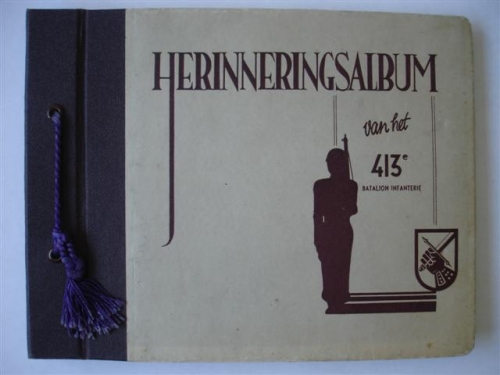 HERINNERINGSALBUM
van het
413e
BATALJON INFANTERIE